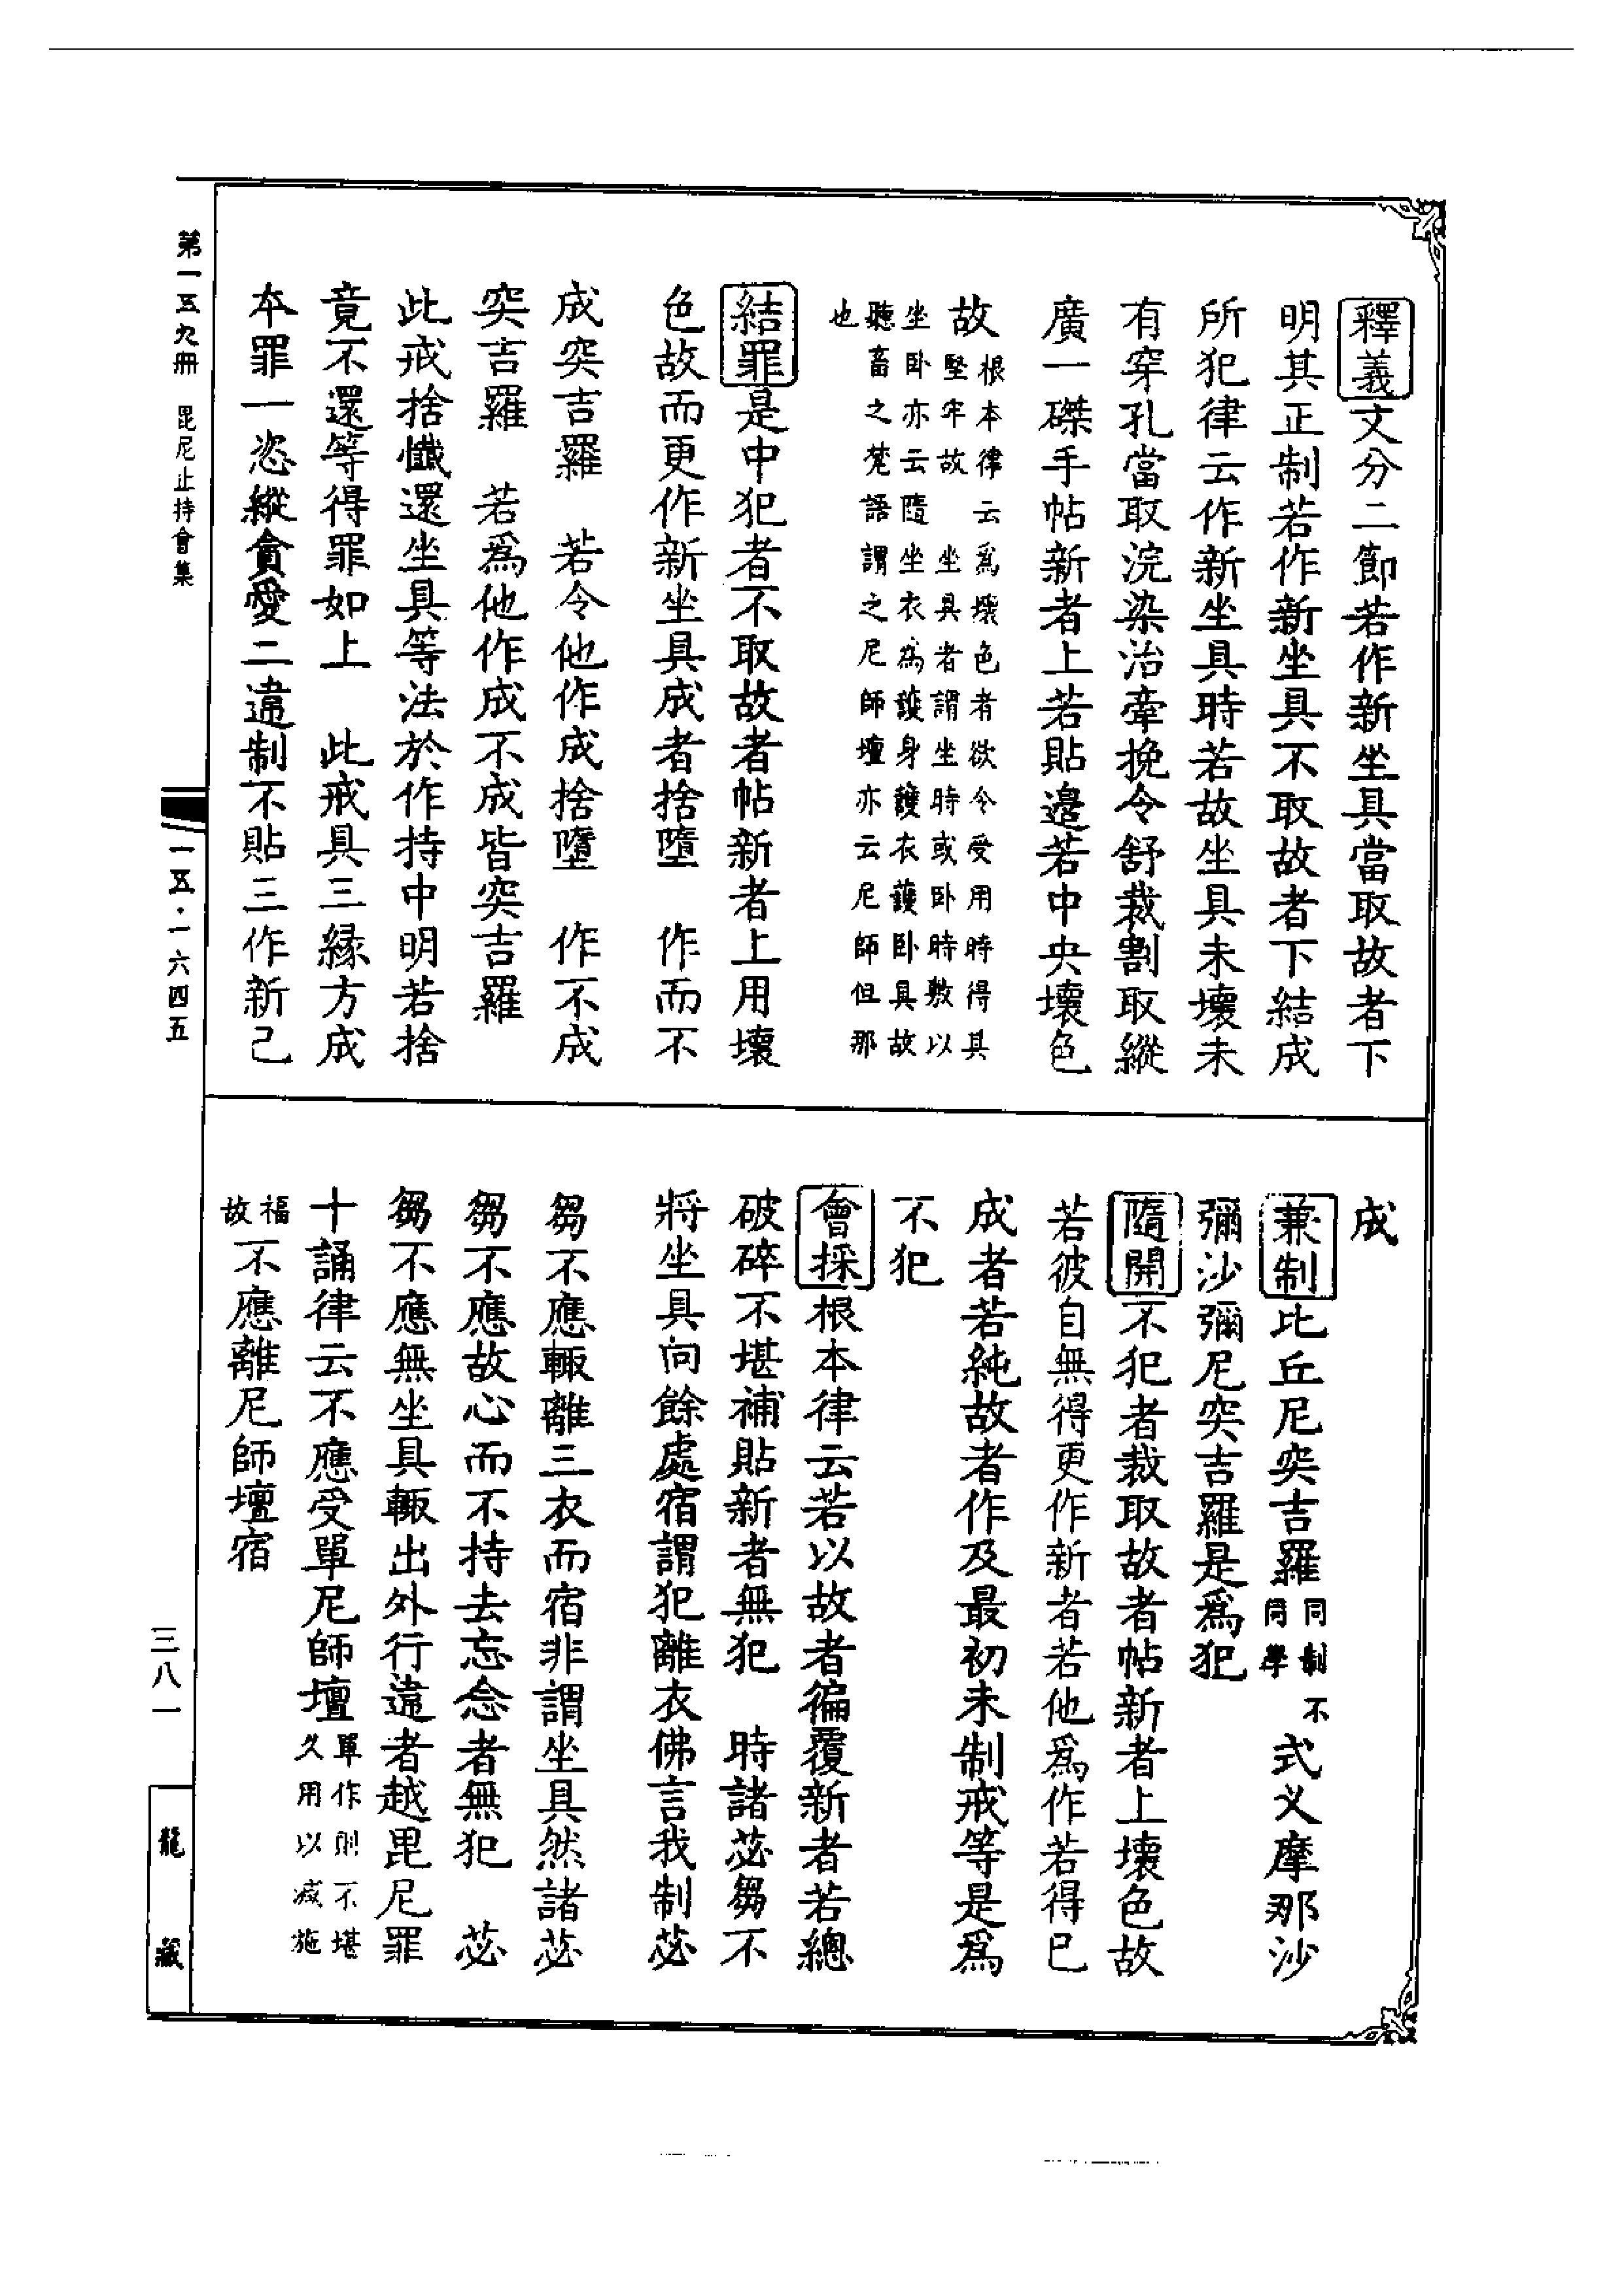 釋義文分二節若作新坐具當取故者下
明其正制若作新坐具不取故者下結成
所犯律云作新坐具時若故坐具未壞未
有穿孔當取浣染治牽挽令舒裁割取縱
廣一磔手帖新者上若貼邊若中央壞色
故根本律云爲壞色者欲令受用時得其
堅牢故 坐具者謂坐時或卧時敷以
坐卧亦云隨坐衣爲護身護衣護卧具故
聽畜之梵語謂之尼師壇亦云尼師但那
也
結罪是中犯者不取故者帖新者上用壞
色故而更作新坐具成者捨墮 作而不
成突吉羅 若令他作成捨墮 作不成
突吉羅 若爲他作成不成皆突吉羅
此戒捨懺還坐具等法於作持中明若捨
竟不還等得罪如上 此戒具三緣方成
本罪一恣縱貪愛二違制不貼三作新已
成
兼制比丘尼突吉羅同制不同學式义摩那沙
彌沙彌尼突吉羅是爲犯
隨開不犯者裁取故者帖新者上壞色故
若彼自無得更作新者若他爲作若得已
成者若純故者作及最初未制戒等是爲
不犯
會採根本律云若以故者徧覆新者若總
破碎不堪補貼新者無犯 時諸苾芻不
將坐具向餘處宿謂犯離衣佛言我制苾
芻不應輙離三衣而宿非謂坐具然諸苾
芻不應故心而不持去忘念者無犯 苾
芻不應無坐具輙出外行違者越毘尼罪
十誦律云不應受單尼師壇單作則不堪
久用以減施
福故不應離尼師壇宿
第一五九冊 毘尼止持會集
一五·一六四五
三八一
龍藏